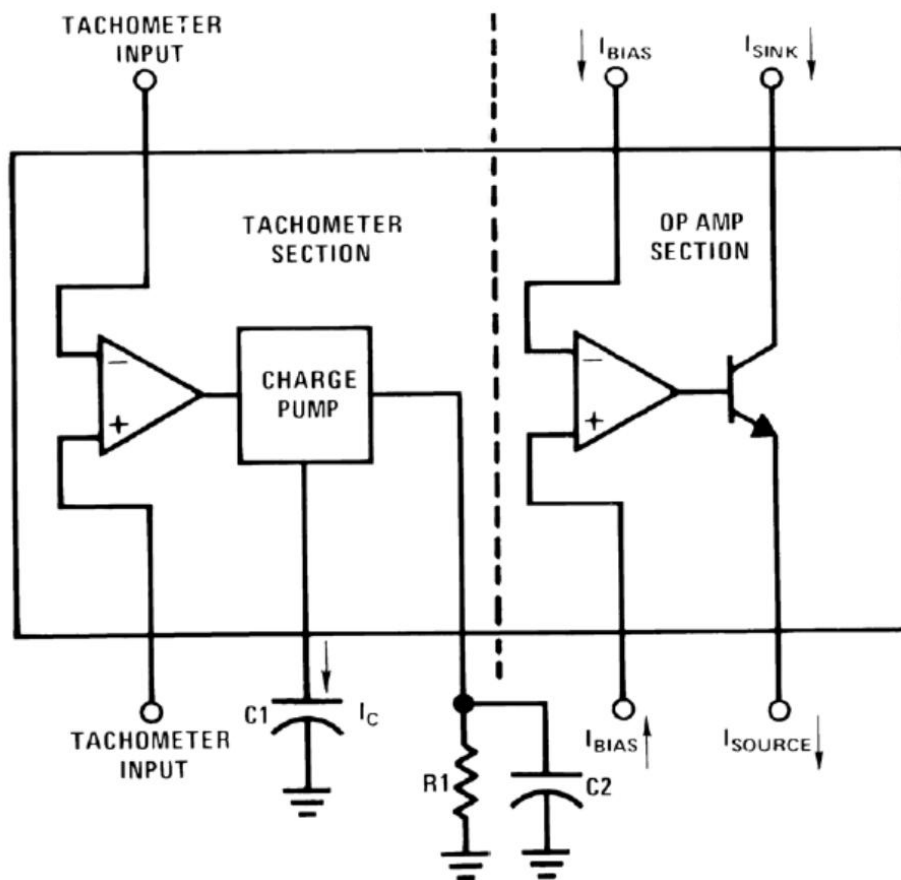 TACHOMETER
INPUT
I_BIAS
I_SINK
TACHOMETER
SECTION
OP AMP
SECTION
−
+
CHARGE
PUMP
−
+
C1
I_C
TACHOMETER
INPUT
R1
C2
I_BIAS
I_SOURCE